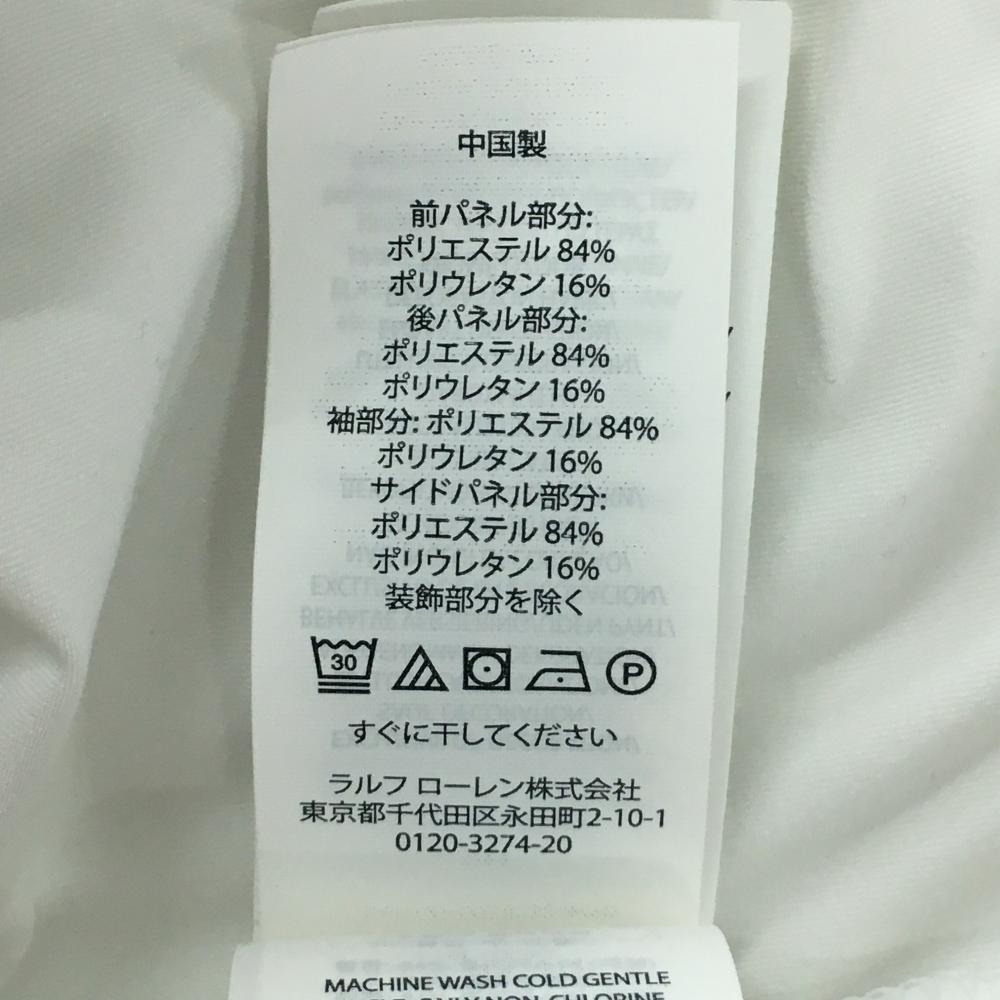 中国製
前パネル部分:
ポリエステル 84%
ポリウレタン 16%
後パネル部分:
ポリエステル 84%
ポリウレタン 16%
袖部分: ポリエステル 84%
ポリウレタン 16%
サイドパネル部分:
ポリエステル 84%
ポリウレタン 16%
装飾部分を除く
30 P
すぐに干してください
ラルフ ローレン株式会社
東京都千代田区永田町2-10-1
0120-3274-20
MACHINE WASH COLD GENTLE
ONLY NON-CHLORINE